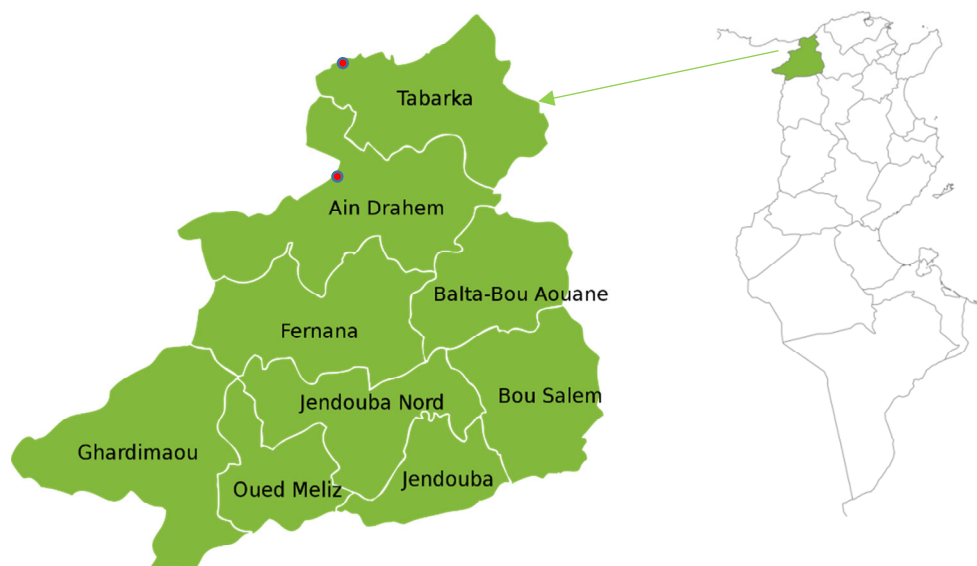 Tabarka
Ain Drahem
Balta-Bou Aouane
Fernana
Bou Salem
Jendouba Nord
Ghardimaou
Jendouba
Oued Meliz